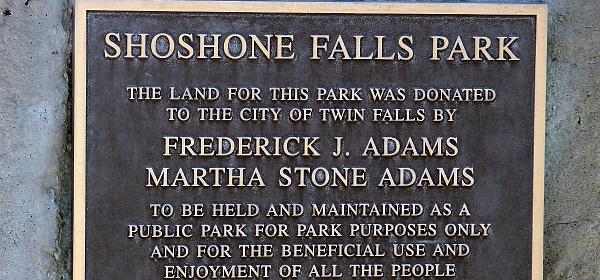 SHOSHONE FALLS PARK
THE LAND FOR THIS PARK WAS DONATED
TO THE CITY OF TWIN FALLS BY
FREDERICK J. ADAMS
MARTHA STONE ADAMS
TO BE HELD AND MAINTAINED AS A
PUBLIC PARK FOR PARK PURPOSES ONLY
AND FOR THE BENEFICIAL USE AND
ENJOYMENT OF ALL THE PEOPLE